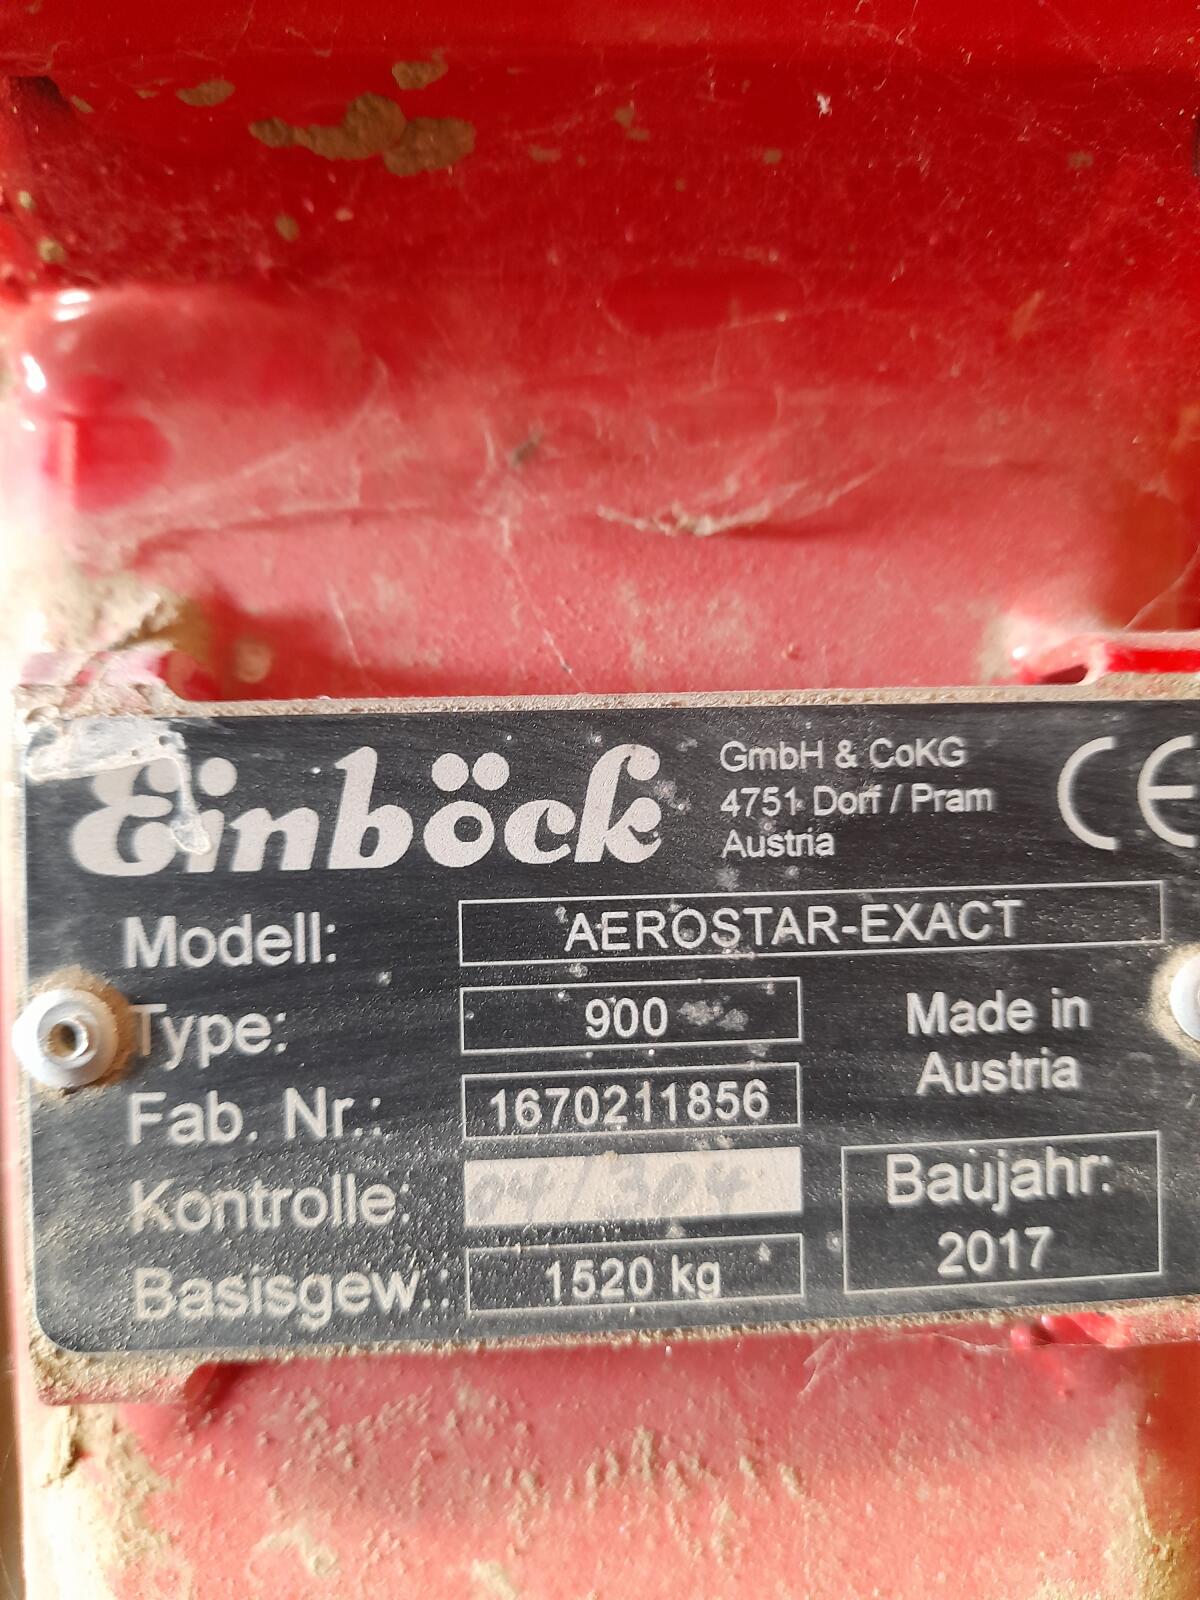 Einböck
GmbH & CoKG
4751 Dorf / Pram
Austria
CE
Modell: AEROSTAR-EXACT
Type: 900
Made in
Austria
Fab. Nr.: 1670211856
Kontrolle:
Baujahr:
2017
Basisgew.: 1520 kg